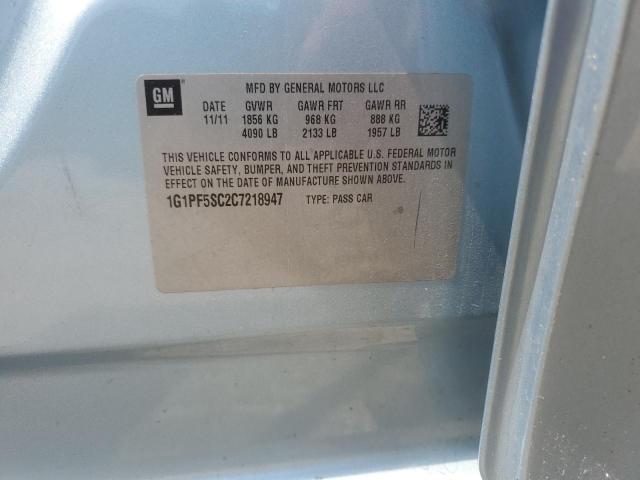 GM
MFD BY GENERAL MOTORS LLC
DATE GVWR GAWR FRT GAWR RR
11/11 1856 KG 968 KG 888 KG
4090 LB 2133 LB 1957 LB
THIS VEHICLE CONFORMS TO ALL APPLICABLE U.S. FEDERAL MOTOR
VEHICLE SAFETY, BUMPER, AND THEFT PREVENTION STANDARDS
IN EFFECT ON THE DATE OF MANUFACTURE SHOWN ABOVE.
1G1PF5SC2C7218947 TYPE: PASS CAR